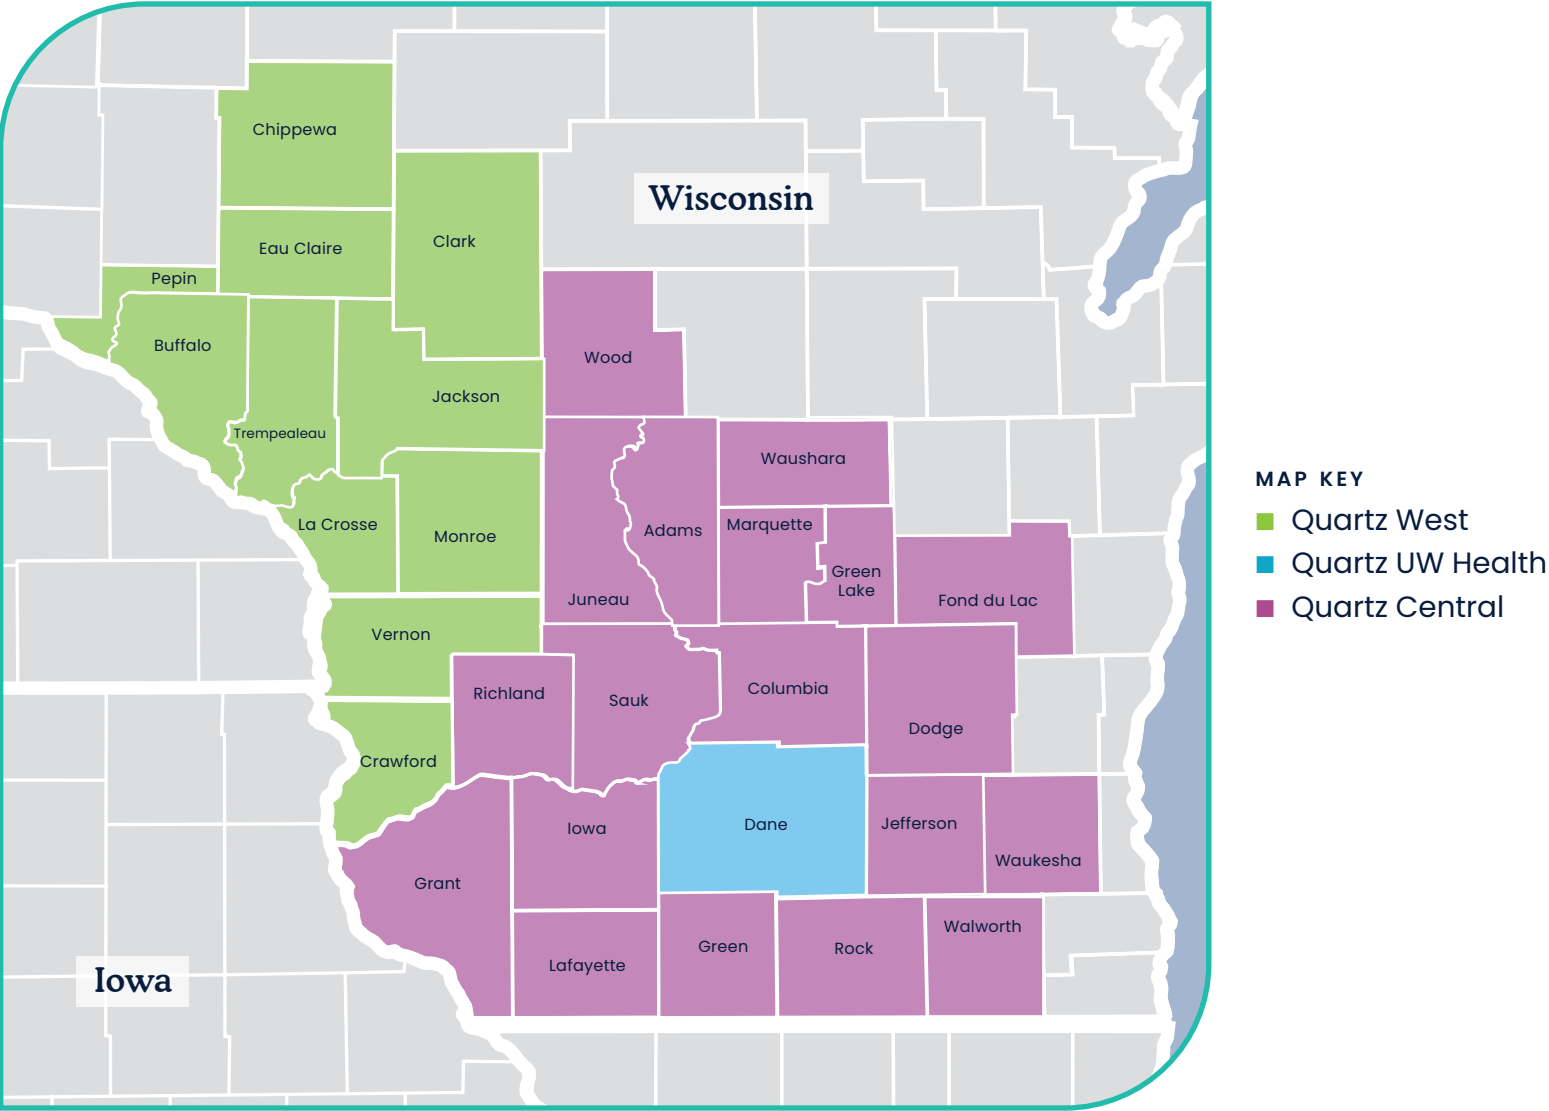 Chippewa
Wisconsin
Clark
Eau Claire
Pepin
Buffalo
Wood
Jackson
Trempealeau
Waushara
La Crosse
Marquette
Adams
Monroe
Green
Lake
Juneau
Fond du Lac
Vernon
Richland
Sauk
Columbia
Dodge
Crawford
Iowa
Dane
Jefferson
Waukesha
Grant
Walworth
Green
Rock
Lafayette
Iowa
MAP KEY
Quartz West
Quartz UW Health
Quartz Central